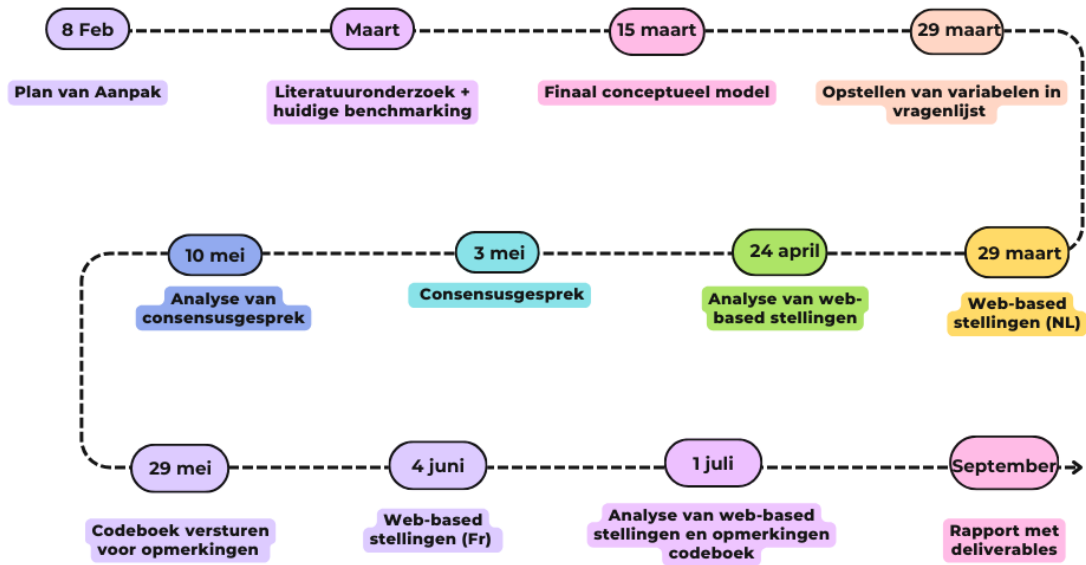 8 Feb
Maart
15 maart
29 maart
Plan van Aanpak
Literatuuronderzoek +
huidige benchmarking
Finaal conceptueel model
Opstellen van variabelen in
vragenlijst
29 maart
Web-based
stellingen (NL)
24 april
Analyse van web-
based stellingen
3 mei
Consensusgesprek
10 mei
Analyse van
consensusgesprek
29 mei
Codeboek versturen
voor opmerkingen
4 juni
Web-based
stellingen (Fr)
1 juli
Analyse van web-based
stellingen en opmerkingen
codeboek
September
Rapport met
deliverables